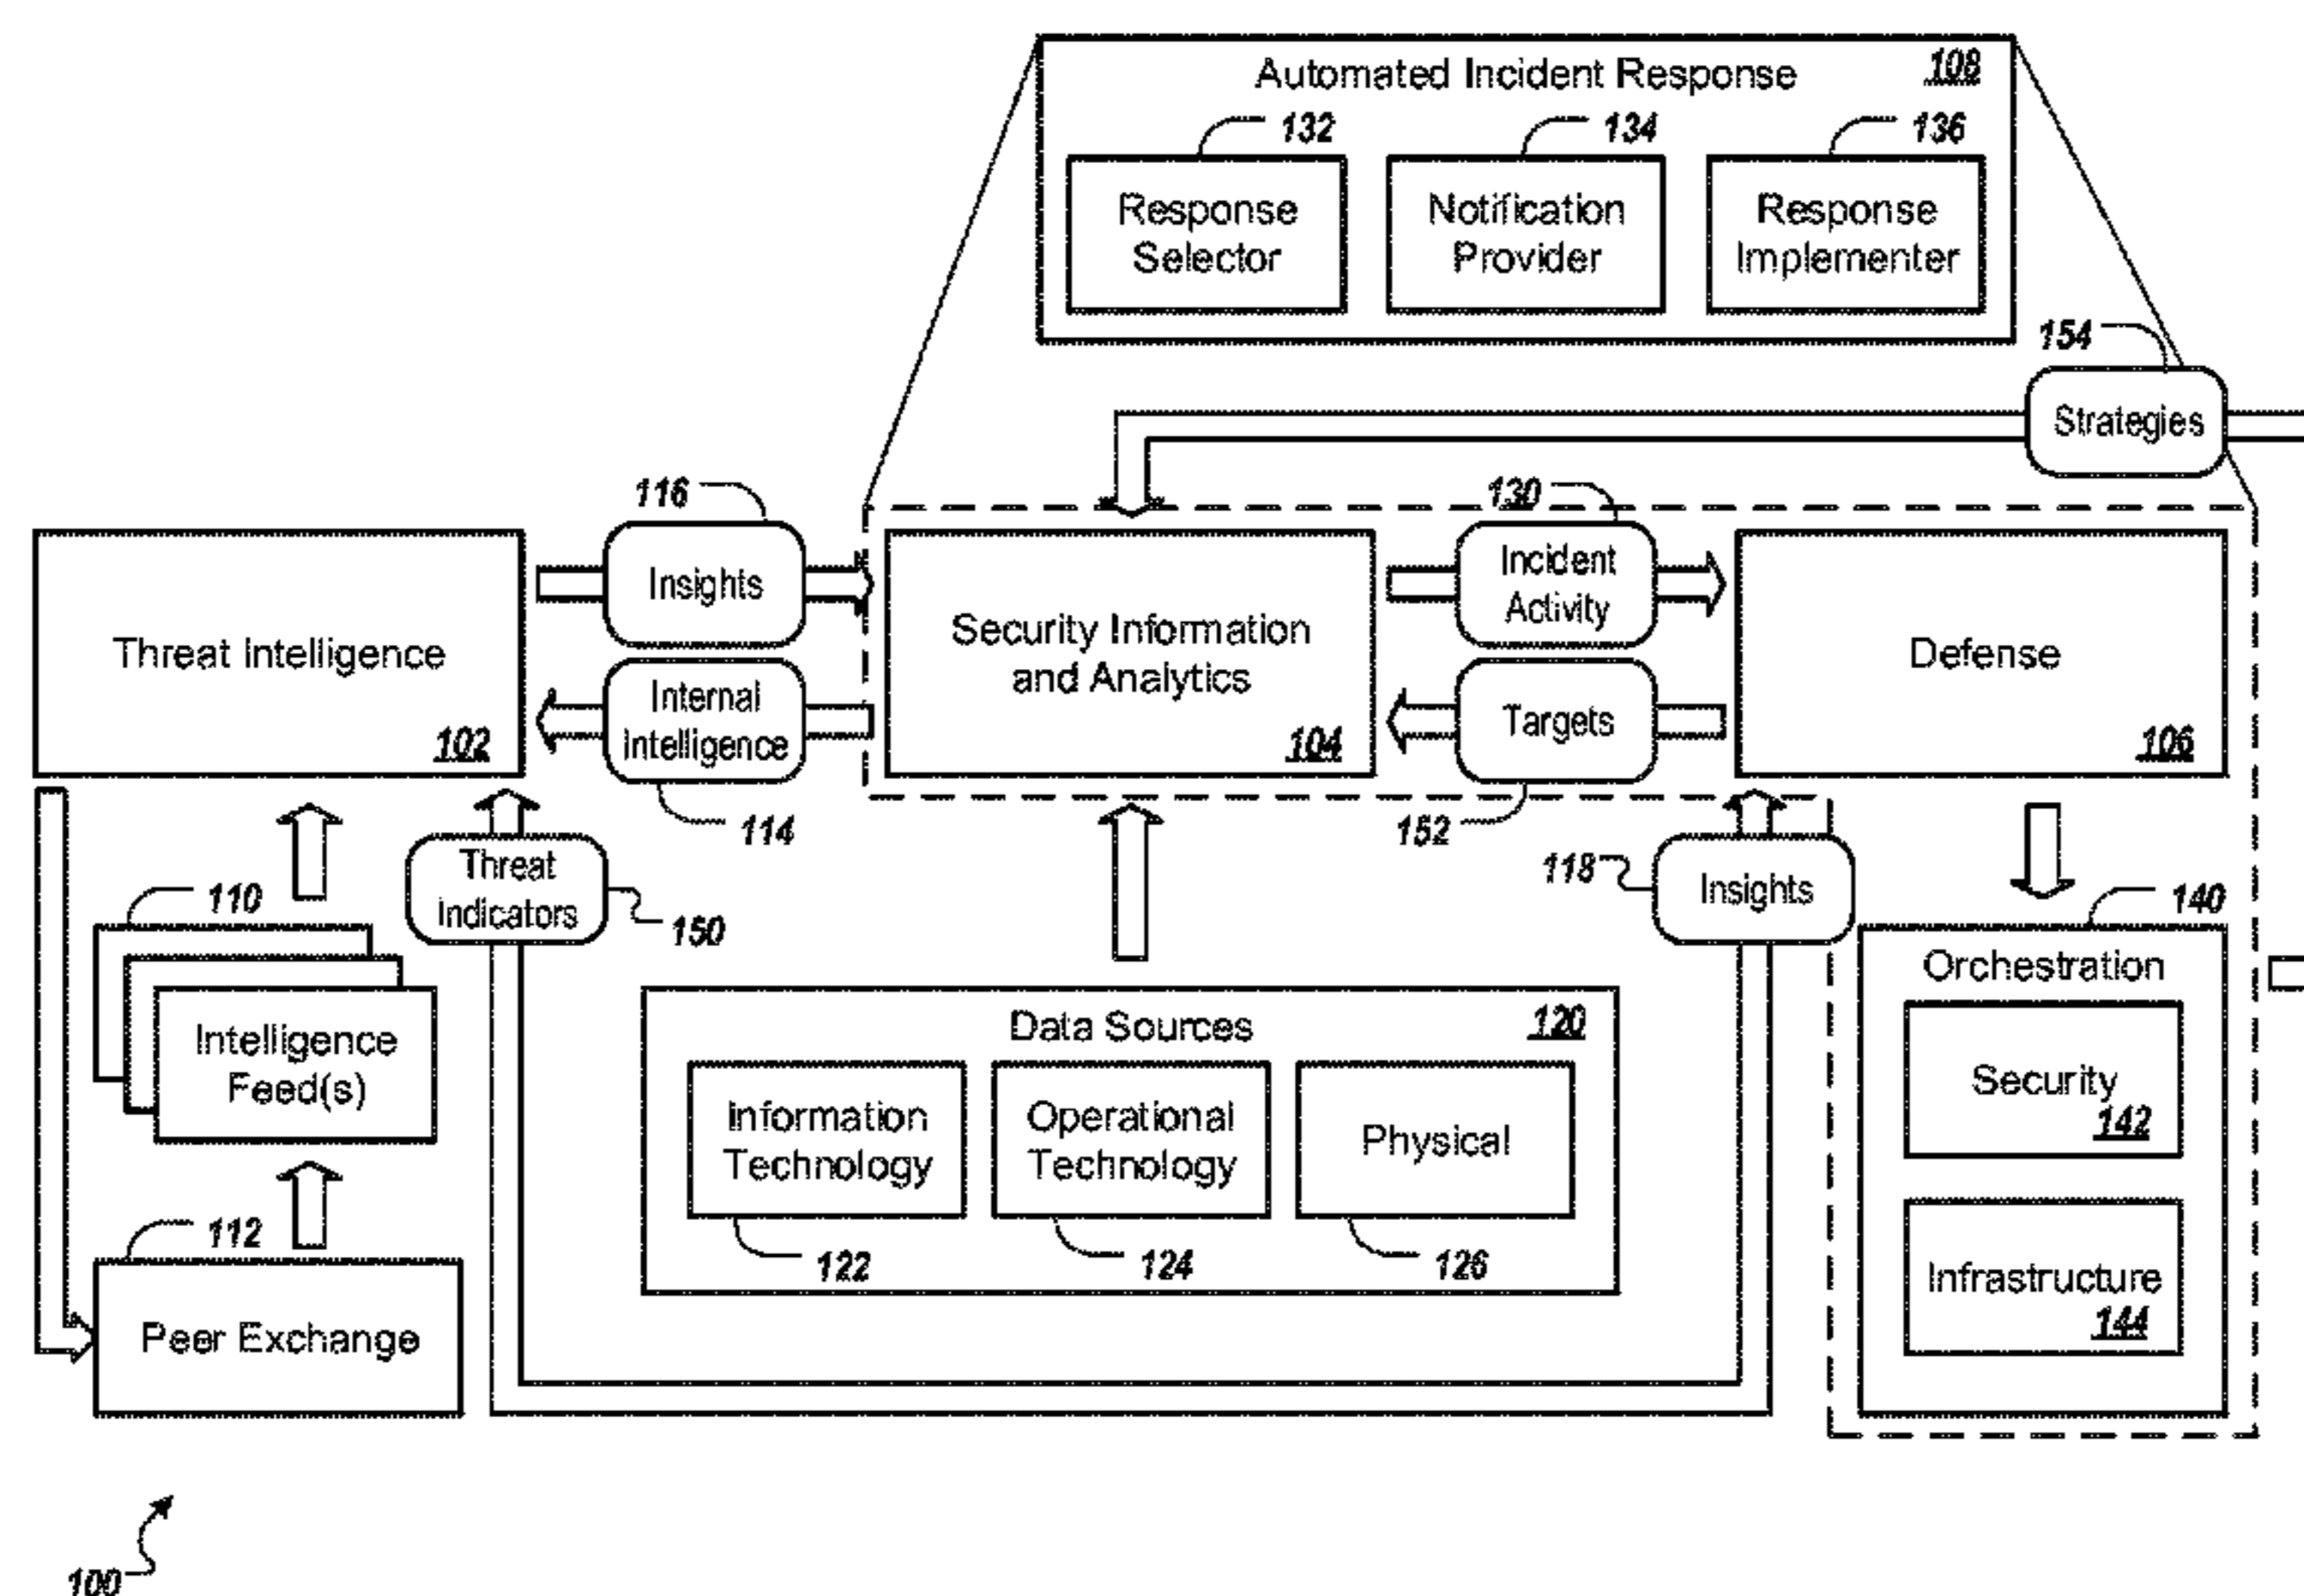 Automated Incident Response
108
132
134
136
Response
Selector
Notification
Provider
Response
Implementer
154
Strategies
116
130
Insights
Incident
Activity
Threat Intelligence
102
Security Information
and Analytics
104
Defense
106
Internal
Intelligence
114
Targets
152
Threat
Indicators
150
118
Insights
110
Intelligence
Feed(s)
140
Orchestration
Security
142
Infrastructure
144
Data Sources
120
Information
Technology
Operational
Technology
Physical
122
124
126
112
Peer Exchange
100